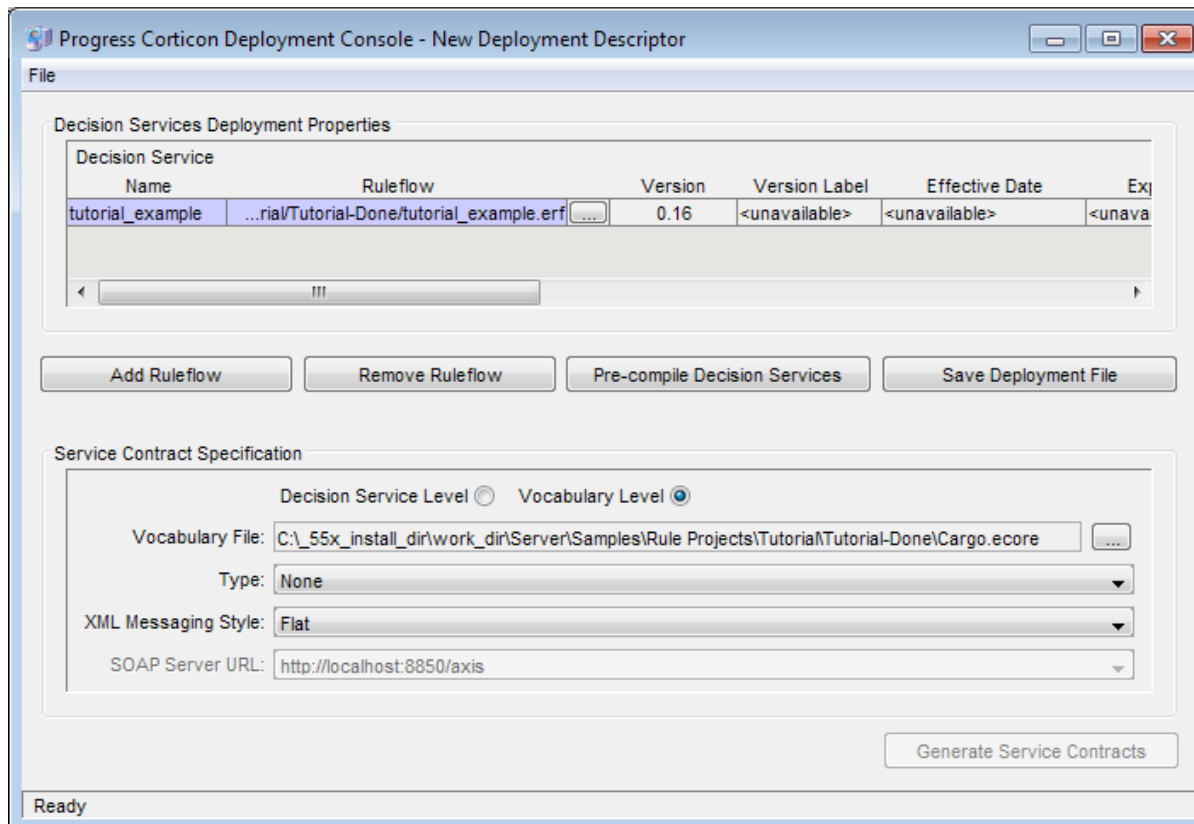 Progress Corticon Deployment Console - New Deployment Descriptor
File
Decision Services Deployment Properties
Decision Service
Name Ruleflow Version Version Label Effective Date Exp
tutorial_example ...rial/Tutorial-Done/tutorial_example.erf ... 0.16 <unavailable> <unavailable> <unava
Add Ruleflow Remove Ruleflow Pre-compile Decision Services Save Deployment File
Service Contract Specification
Decision Service Level Vocabulary Level
Vocabulary File: C:\_55x_install_dir\work_dir\Server\Samples\Rule Projects\Tutorial\Tutorial-Done\Cargo.ecore ...
Type: None
XML Messaging Style: Flat
SOAP Server URL: http://localhost:8850/axis
Generate Service Contracts
Ready